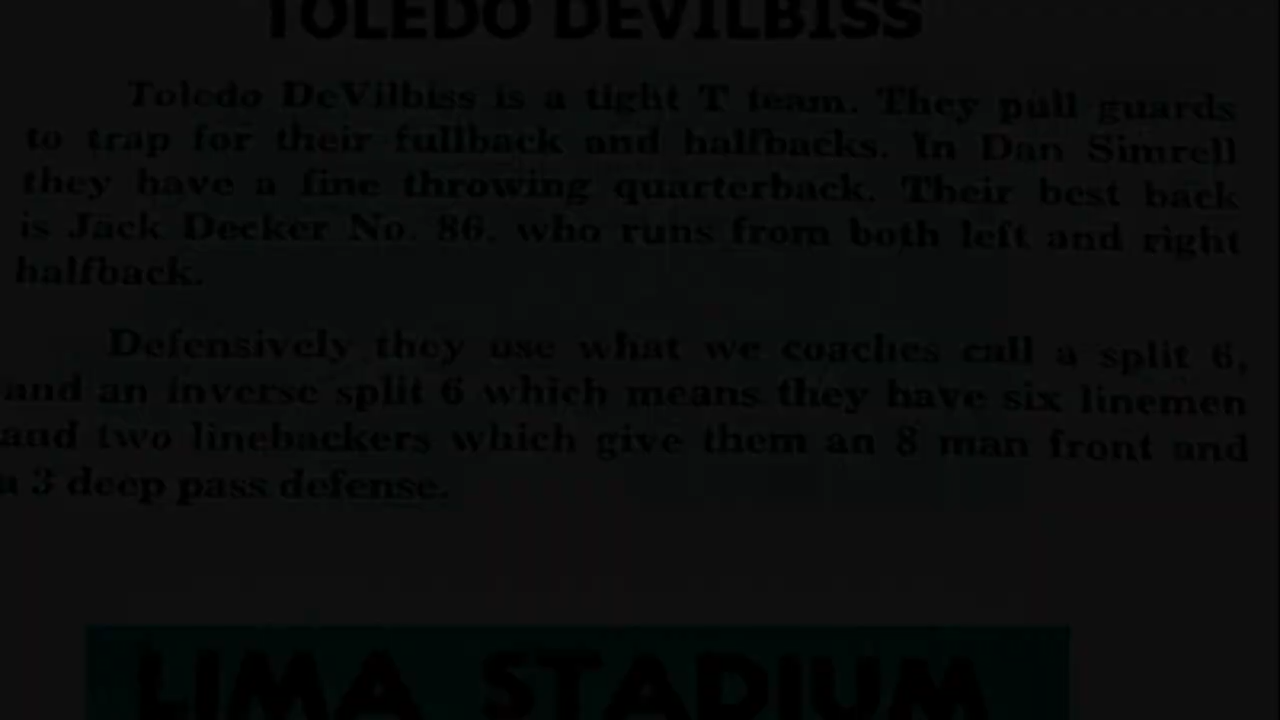 TOLEDO DEVILBISS
Toledo DeVilbiss is a tight T team. They pull guards
to trap for their fullback and halfbacks. In Dan Simrell
they have a fine throwing quarterback. Their best back
is Jack Decker No. 86. who runs from both left and right
halfback.
Defensively they use what we coaches call a split 6,
and an inverse split 6 which means they have six linemen
and two linebackers which give them an 8 man front and
a 3 deep pass defense.
LIMA STADIUM